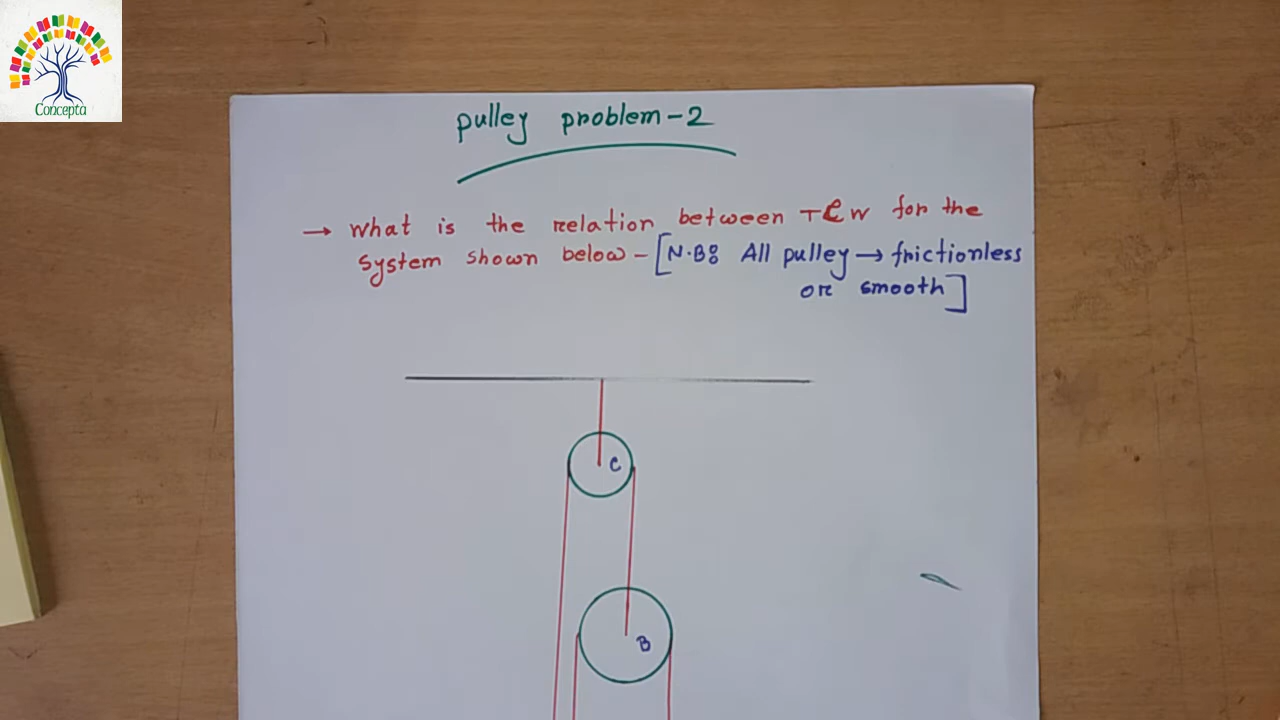 Concepta
pulley problem-2
→ what is the relation between T & W for the
system shown below - [N.B: All pulley → frictionless
or smooth]
C
B